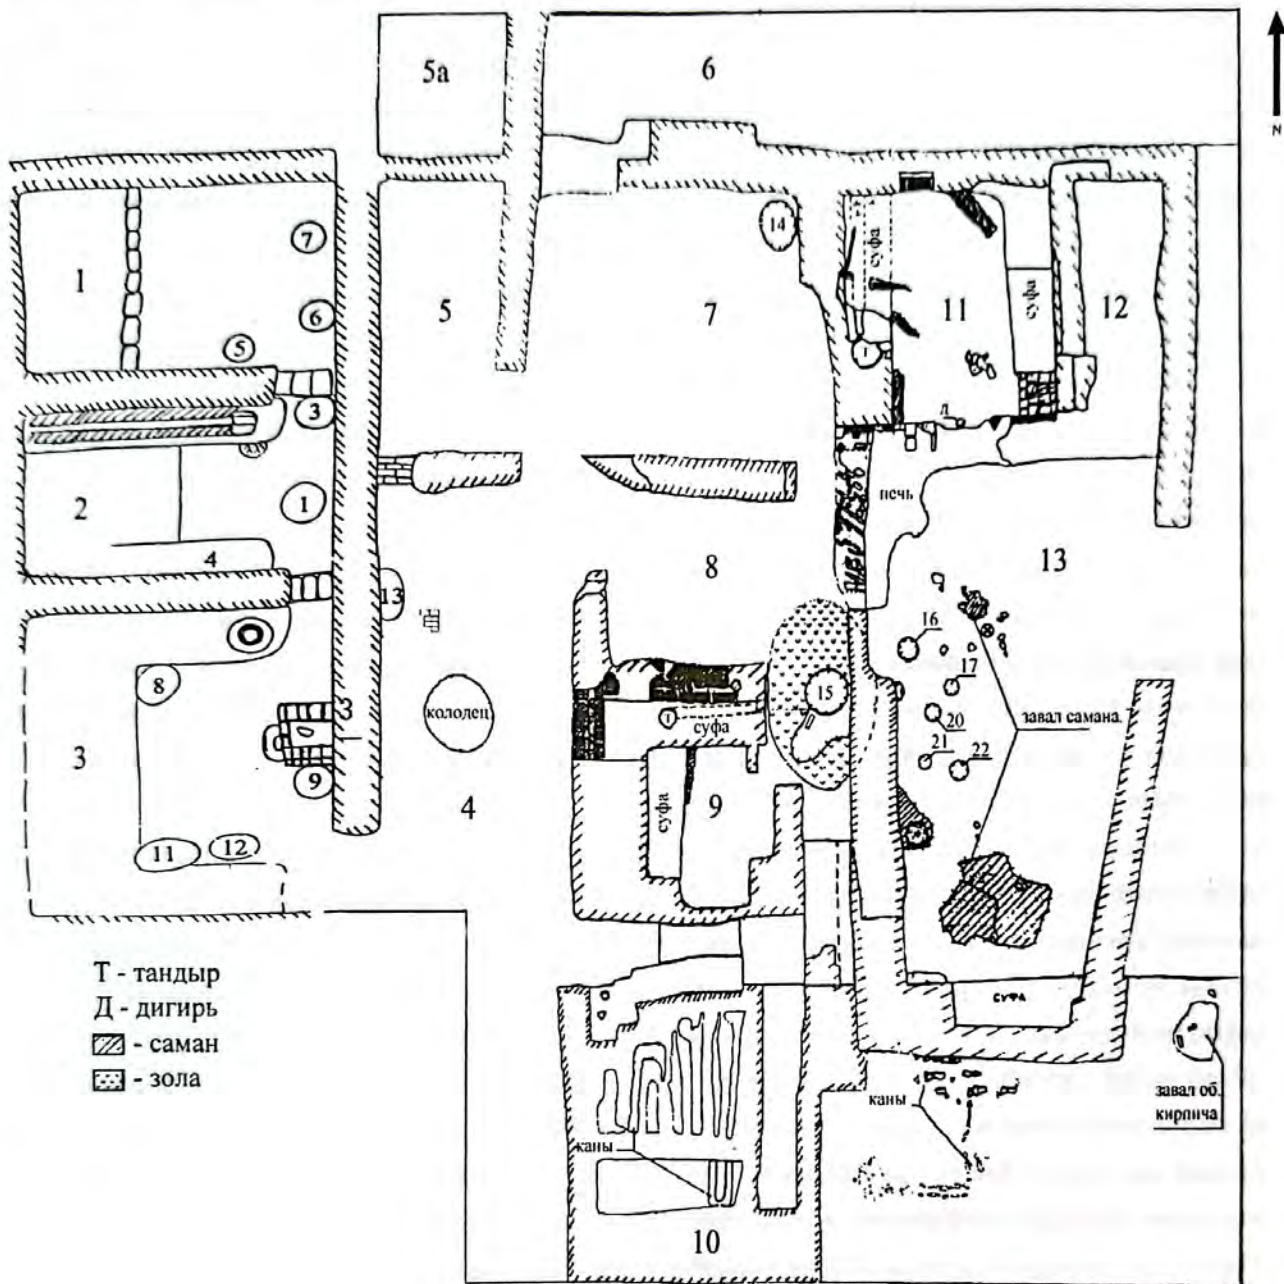 5а
6
N
1
7
6
5
3
5
14
7
суфа
11
суфа
12
Т
Д
2
1
4
печь
13
8
13
16
17
20
21
22
завал самана
15
колодец
Т
суфа
суфа
9
8
3
9
11
12
4
Т - тандыр
Д - дигирь
- саман
- зола
суфа
каны
завал об.
кирпича
каны
10